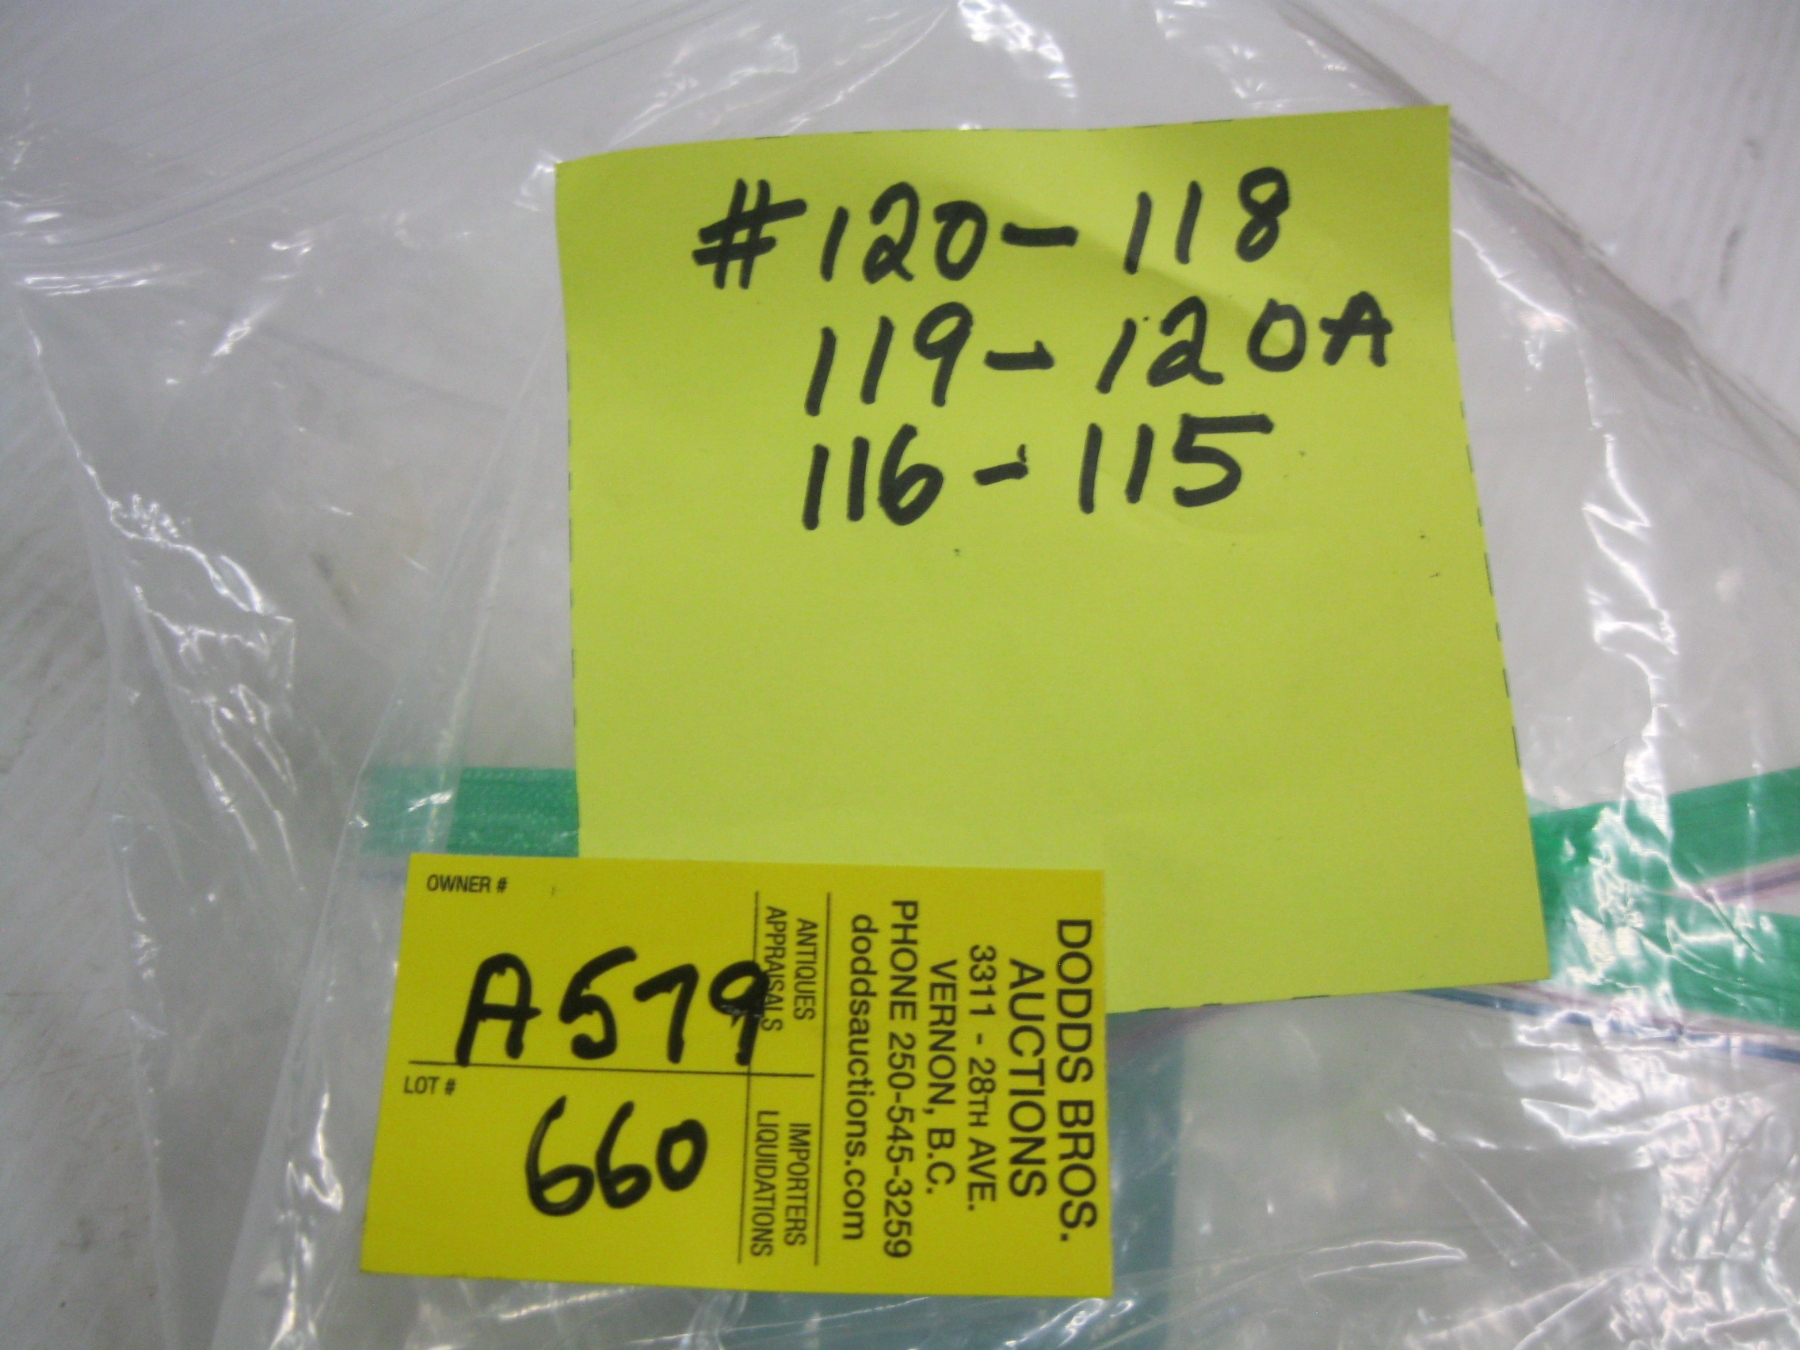 #120-118
119-120A
116-115
OWNER #
A579
LOT #
660
ANTIQUES
APPRAISALS
IMPORTERS
LIQUIDATIONS
DODDS BROS.
AUCTIONS
3311 - 28TH AVE.
VERNON, B.C.
PHONE 250-545-3259
doddsauctions.com